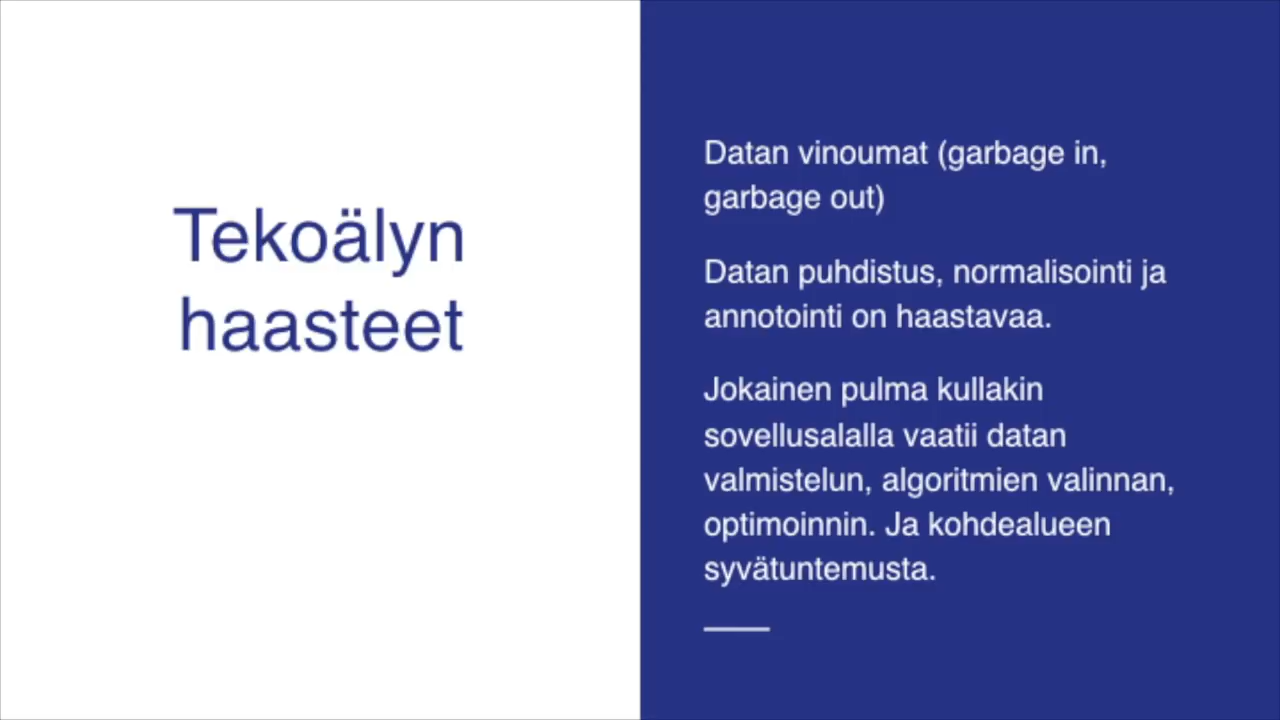 Tekoälyn
haasteet
Datan vinoumat (garbage in,
garbage out)
Datan puhdistus, normalisointi ja
annotointi on haastavaa.
Jokainen pulma kullakin
sovellusalalla vaatii datan
valmistelun, algoritmien valinnan,
optimoinnin. Ja kohdealueen
syvätuntemusta.